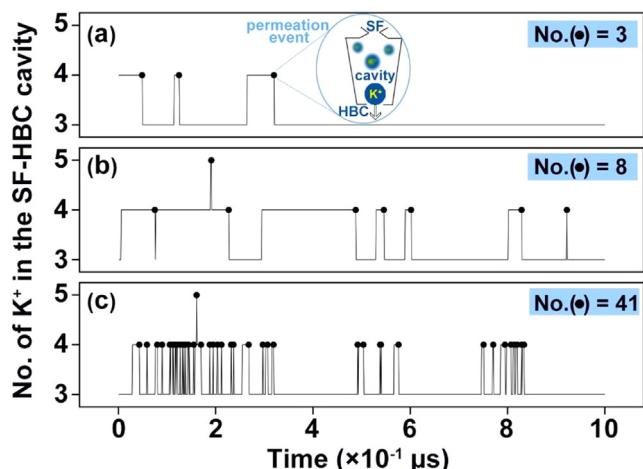 No. of K⁺ in the SF-HBC cavity
5
4
3
(a)
permeation
event
SF
cavity
K⁺
HBC
No.(●) = 3
5
4
3
(b)
No.(●) = 8
5
4
3
(c)
No.(●) = 41
0 2 4 6 8 10
Time (×10⁻¹ μs)